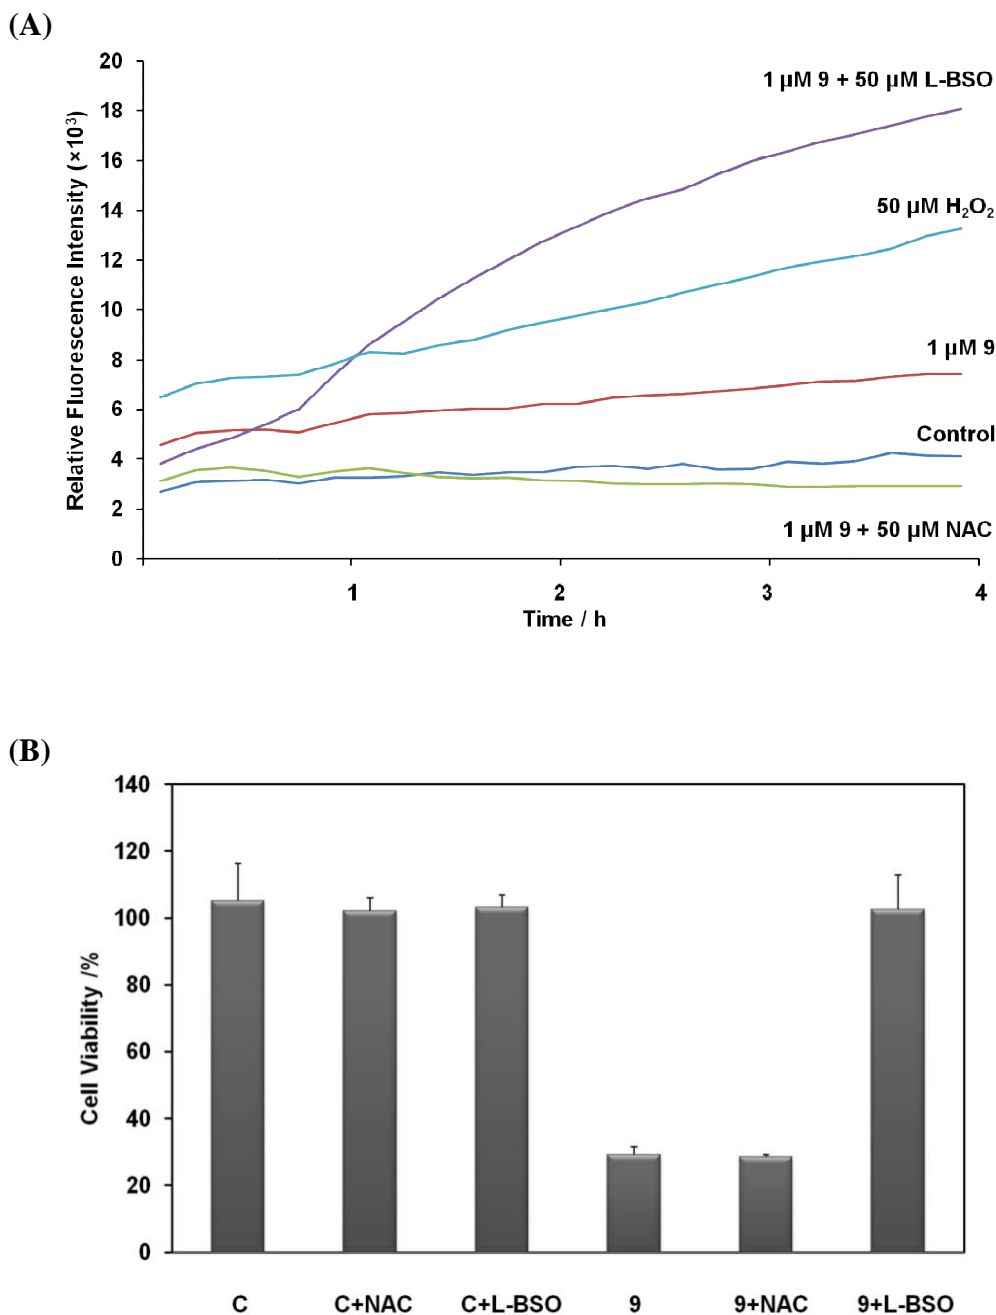 (A)
20
18
16
14
12
10
8
6
4
2
0
Relative Fluorescence Intensity (×10³)
1 µM 9 + 50 µM L-BSO
50 µM H₂O₂
1 µM 9
Control
1 µM 9 + 50 µM NAC
1 2 3 4
Time / h
(B)
140
120
100
80
60
40
20
0
Cell Viability /%
C C+NAC C+L-BSO 9 9+NAC 9+L-BSO